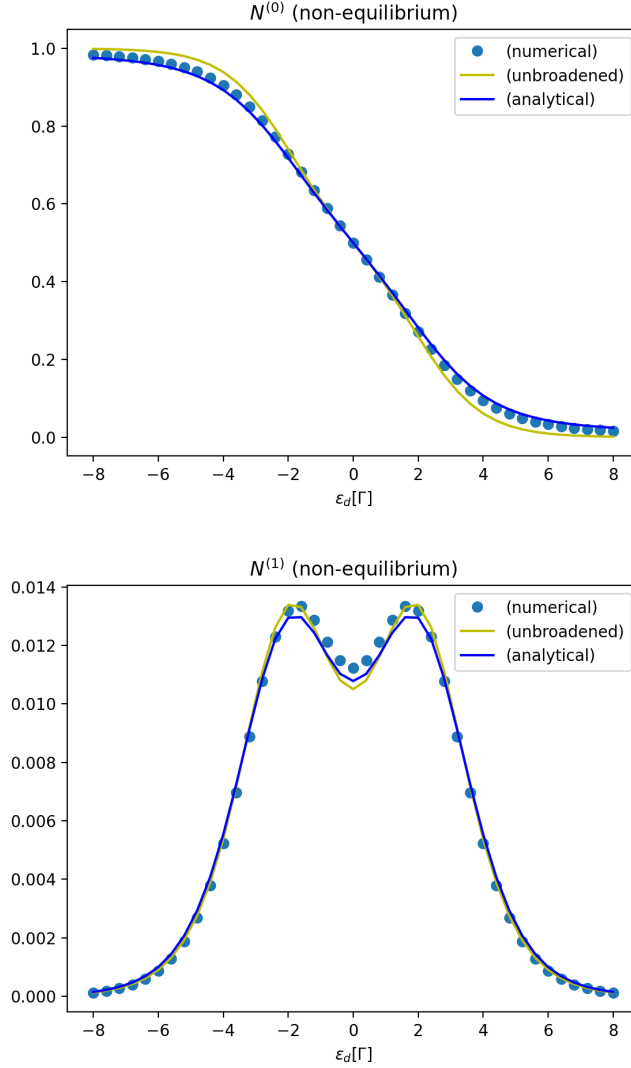 N^(0) (non-equilibrium)
1.0
0.8
0.6
0.4
0.2
0.0
(numerical)
(unbroadened)
(analytical)
−8 −6 −4 −2 0 2 4 6 8
ε_d[Γ]
N^(1) (non-equilibrium)
0.014
0.012
0.010
0.008
0.006
0.004
0.002
0.000
(numerical)
(unbroadened)
(analytical)
−8 −6 −4 −2 0 2 4 6 8
ε_d[Γ]